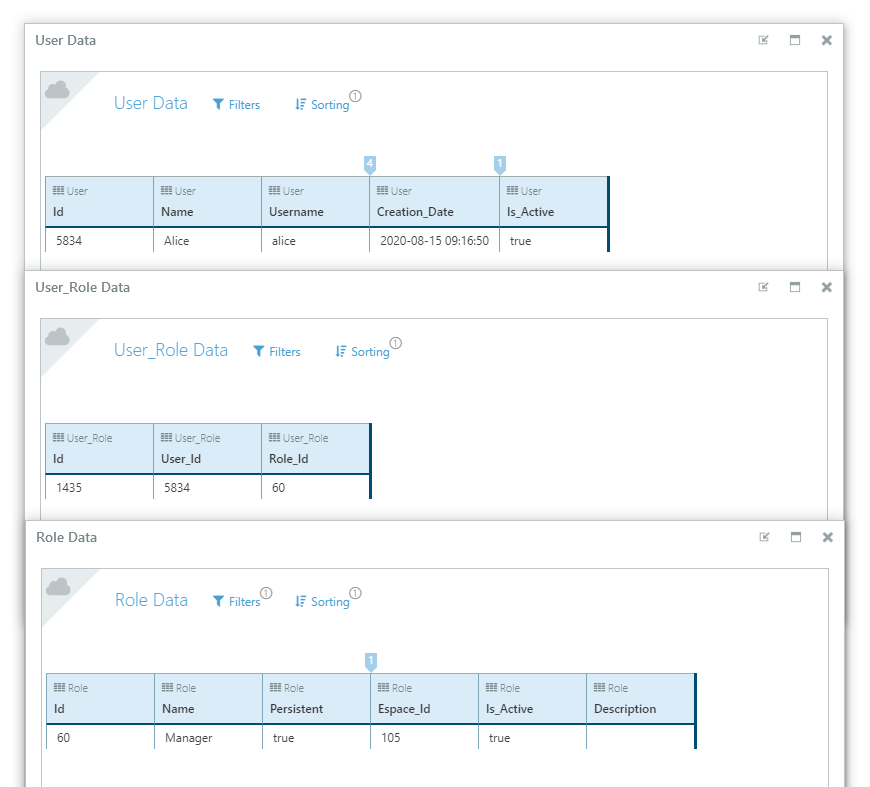 User Data
User Data Filters Sorting 1
4 1
User User User User User
Id Name Username Creation_Date Is_Active
5834 Alice alice 2020-08-15 09:16:50 true
User_Role Data
User_Role Data Filters Sorting 1
User_Role User_Role User_Role
Id User_Id Role_Id
1435 5834 60
Role Data
Role Data Filters 1 Sorting 1
1
Role Role Role Role Role Role
Id Name Persistent Espace_Id Is_Active Description
60 Manager true 105 true